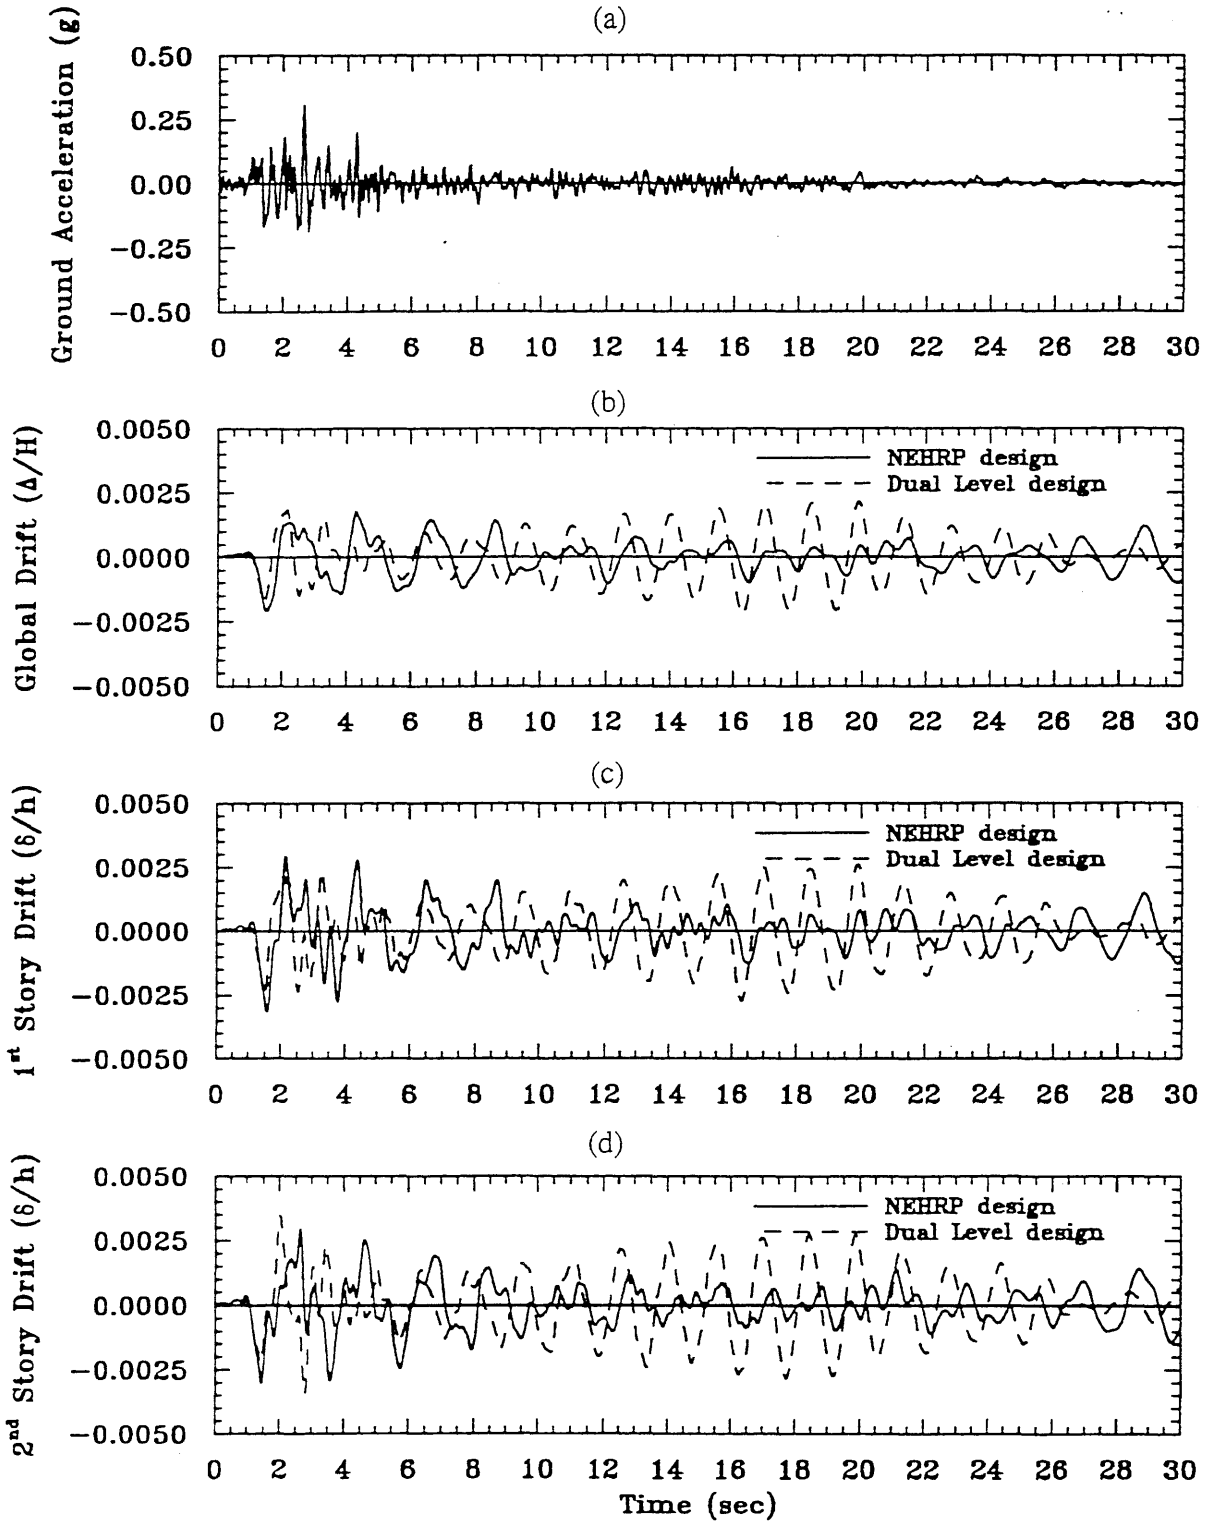 (a)
Ground Acceleration (g)
0.50
0.25
0.00
−0.25
−0.50
0 2 4 6 8 10 12 14 16 18 20 22 24 26 28 30
(b)
Global Drift (Δ/H)
0.0050
0.0025
0.0000
−0.0025
−0.0050
NEHRP design
Dual Level design
0 2 4 6 8 10 12 14 16 18 20 22 24 26 28 30
(c)
1st Story Drift (δ/h)
0.0050
0.0025
0.0000
−0.0025
−0.0050
NEHRP design
Dual Level design
0 2 4 6 8 10 12 14 16 18 20 22 24 26 28 30
(d)
2nd Story Drift (δ/h)
0.0050
0.0025
0.0000
−0.0025
−0.0050
NEHRP design
Dual Level design
0 2 4 6 8 10 12 14 16 18 20 22 24 26 28 30
Time (sec)